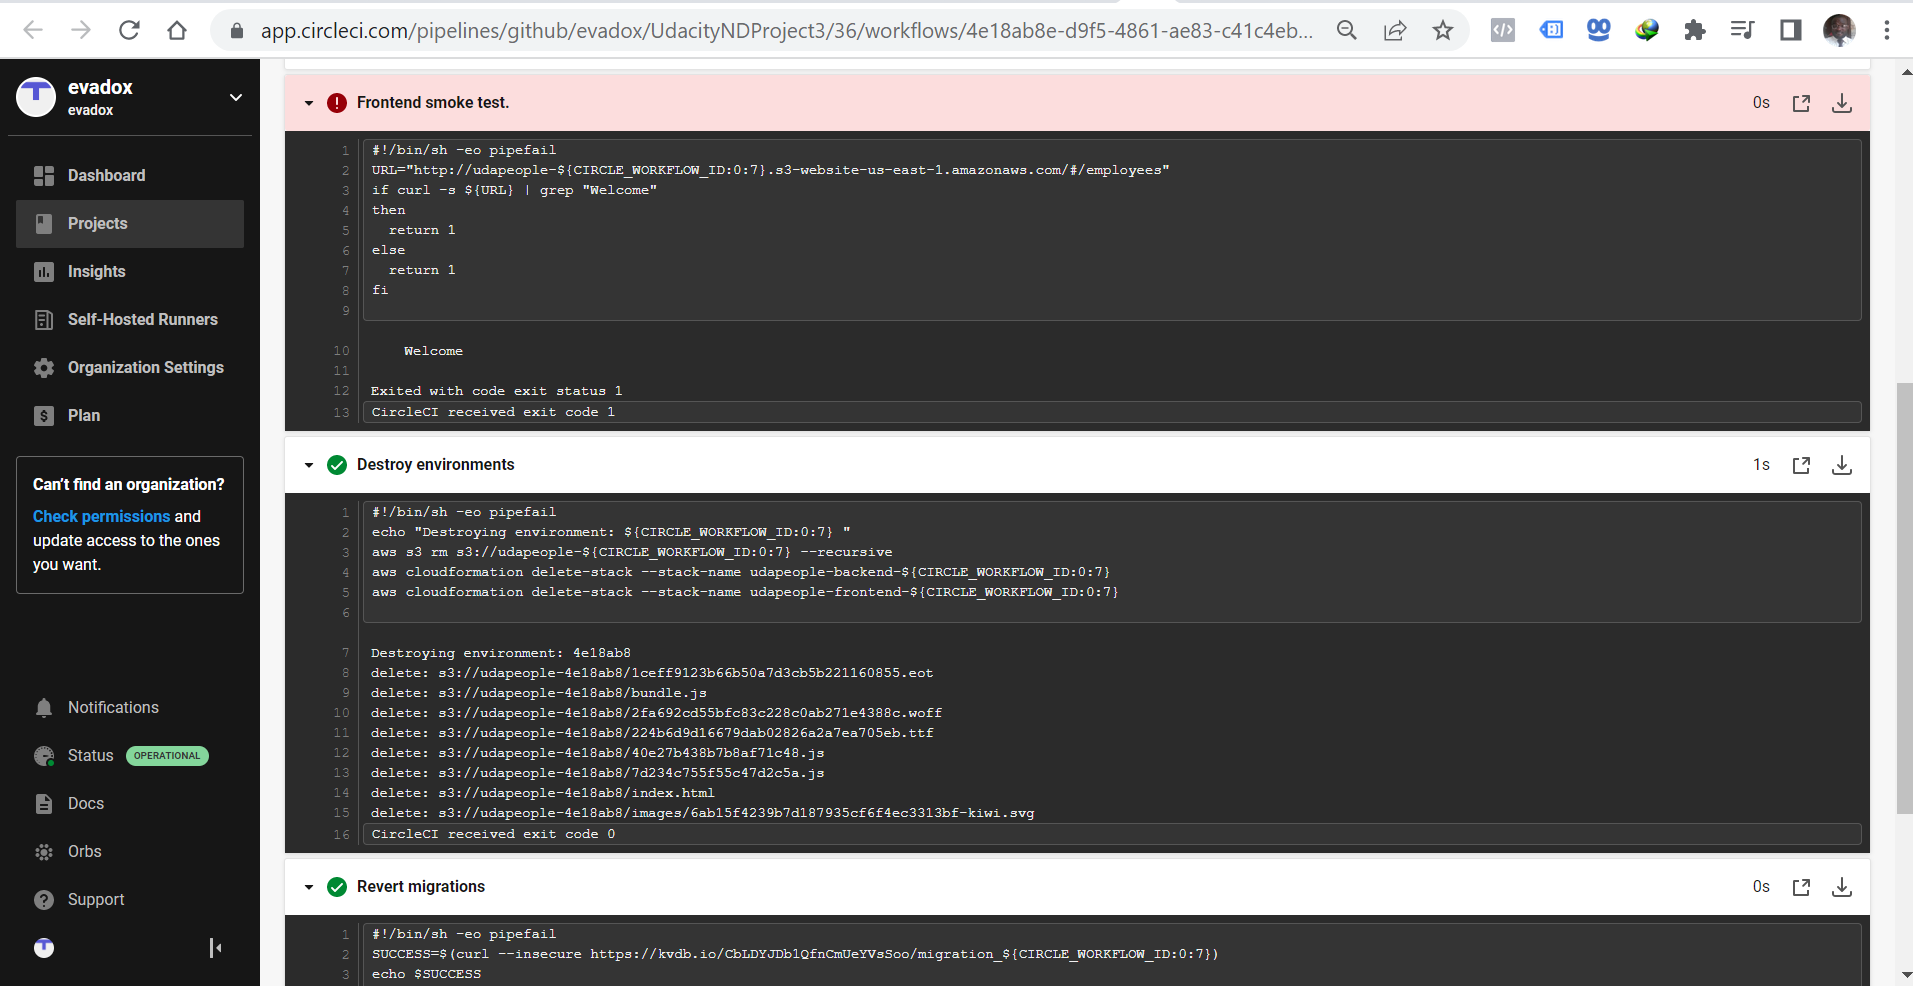 app.circleci.com/pipelines/github/evadox/UdacityNDProject3/36/workflows/4e18ab8e-d9f5-4861-ae83-c41c4eb...
evadox
evadox
Dashboard
Projects
Insights
Self-Hosted Runners
Organization Settings
Plan
Can't find an organization?
Check permissions and
update access to the ones
you want.
Notifications
Status OPERATIONAL
Docs
Orbs
Support
Frontend smoke test. 0s
1 #!/bin/sh -eo pipefail
2 URL="http://udapeople-${CIRCLE_WORKFLOW_ID:0:7}.s3-website-us-east-1.amazonaws.com/#/employees"
3 if curl -s ${URL} | grep "Welcome"
4 then
5 return 1
6 else
7 return 1
8 fi
9
10 Welcome
11
12 Exited with code exit status 1
13 CircleCI received exit code 1
Destroy environments 1s
1 #!/bin/sh -eo pipefail
2 echo "Destroying environment: ${CIRCLE_WORKFLOW_ID:0:7} "
3 aws s3 rm s3://udapeople-${CIRCLE_WORKFLOW_ID:0:7} --recursive
4 aws cloudformation delete-stack --stack-name udapeople-backend-${CIRCLE_WORKFLOW_ID:0:7}
5 aws cloudformation delete-stack --stack-name udapeople-frontend-${CIRCLE_WORKFLOW_ID:0:7}
6
7 Destroying environment: 4e18ab8
8 delete: s3://udapeople-4e18ab8/1ceff9123b66b50a7d3cb5b221160855.eot
9 delete: s3://udapeople-4e18ab8/bundle.js
10 delete: s3://udapeople-4e18ab8/2fa692cd55bfc83c228c0ab271e4388c.woff
11 delete: s3://udapeople-4e18ab8/224b6d9d16679dab02826a2a7ea705eb.ttf
12 delete: s3://udapeople-4e18ab8/40e27b438b7b8af71c48.js
13 delete: s3://udapeople-4e18ab8/7d234c755f55c47d2c5a.js
14 delete: s3://udapeople-4e18ab8/index.html
15 delete: s3://udapeople-4e18ab8/images/6ab15f4239b7d187935cf6f4ec3313bf-kiwi.svg
16 CircleCI received exit code 0
Revert migrations 0s
1 #!/bin/sh -eo pipefail
2 SUCCESS=$(curl --insecure https://kvdb.io/CbLDYJDb1QfnCmUeYVsSoo/migration_${CIRCLE_WORKFLOW_ID:0:7})
3 echo $SUCCESS